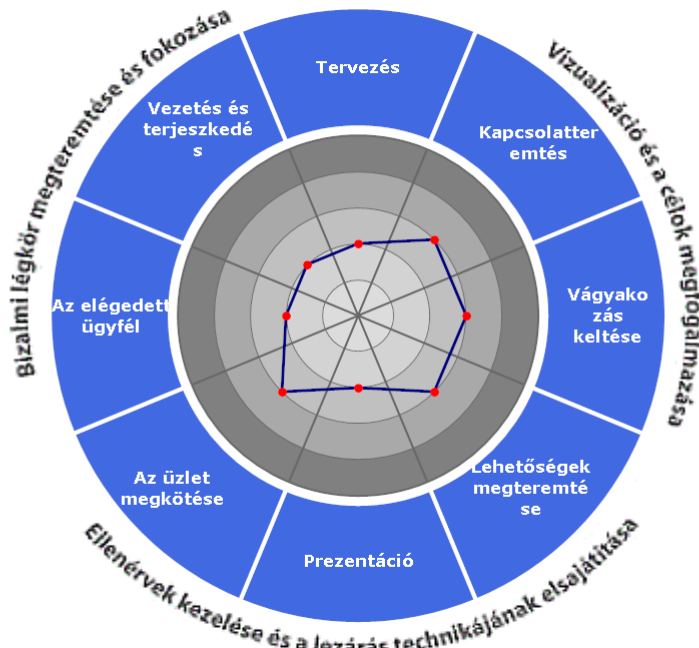 Bizalmi légkör megteremtése és fokozása
Vizualizáció és a célok megfogalmazása
Tervezés
Vezetés és
terjeszkedé
s
Kapcsolatter
emtés
Az elégedett
ügyfél
Vágyako
zás
keltése
Az üzlet
megkötése
Lehetőségek
megteremté
se
Prezentáció
Ellenérvek kezelése és a lezárás technikájának elsajátítása